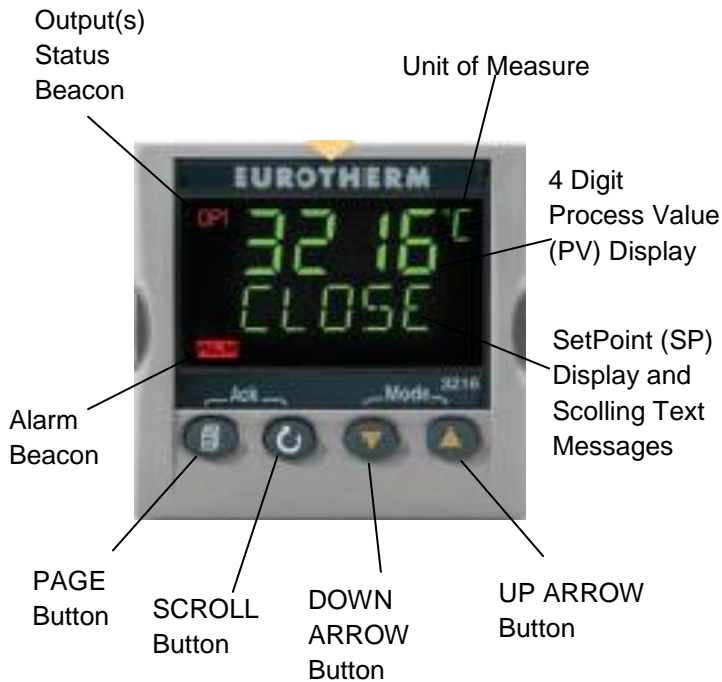 Output(s)
Status
Beacon
Unit of Measure
EUROTHERM
OP1
3216
°C
CLOSE
ALM
4 Digit
Process Value
(PV) Display
SetPoint (SP)
Display and
Scolling Text
Messages
3216
Ack
Mode
Alarm
Beacon
PAGE
Button
SCROLL
Button
DOWN
ARROW
Button
UP ARROW
Button